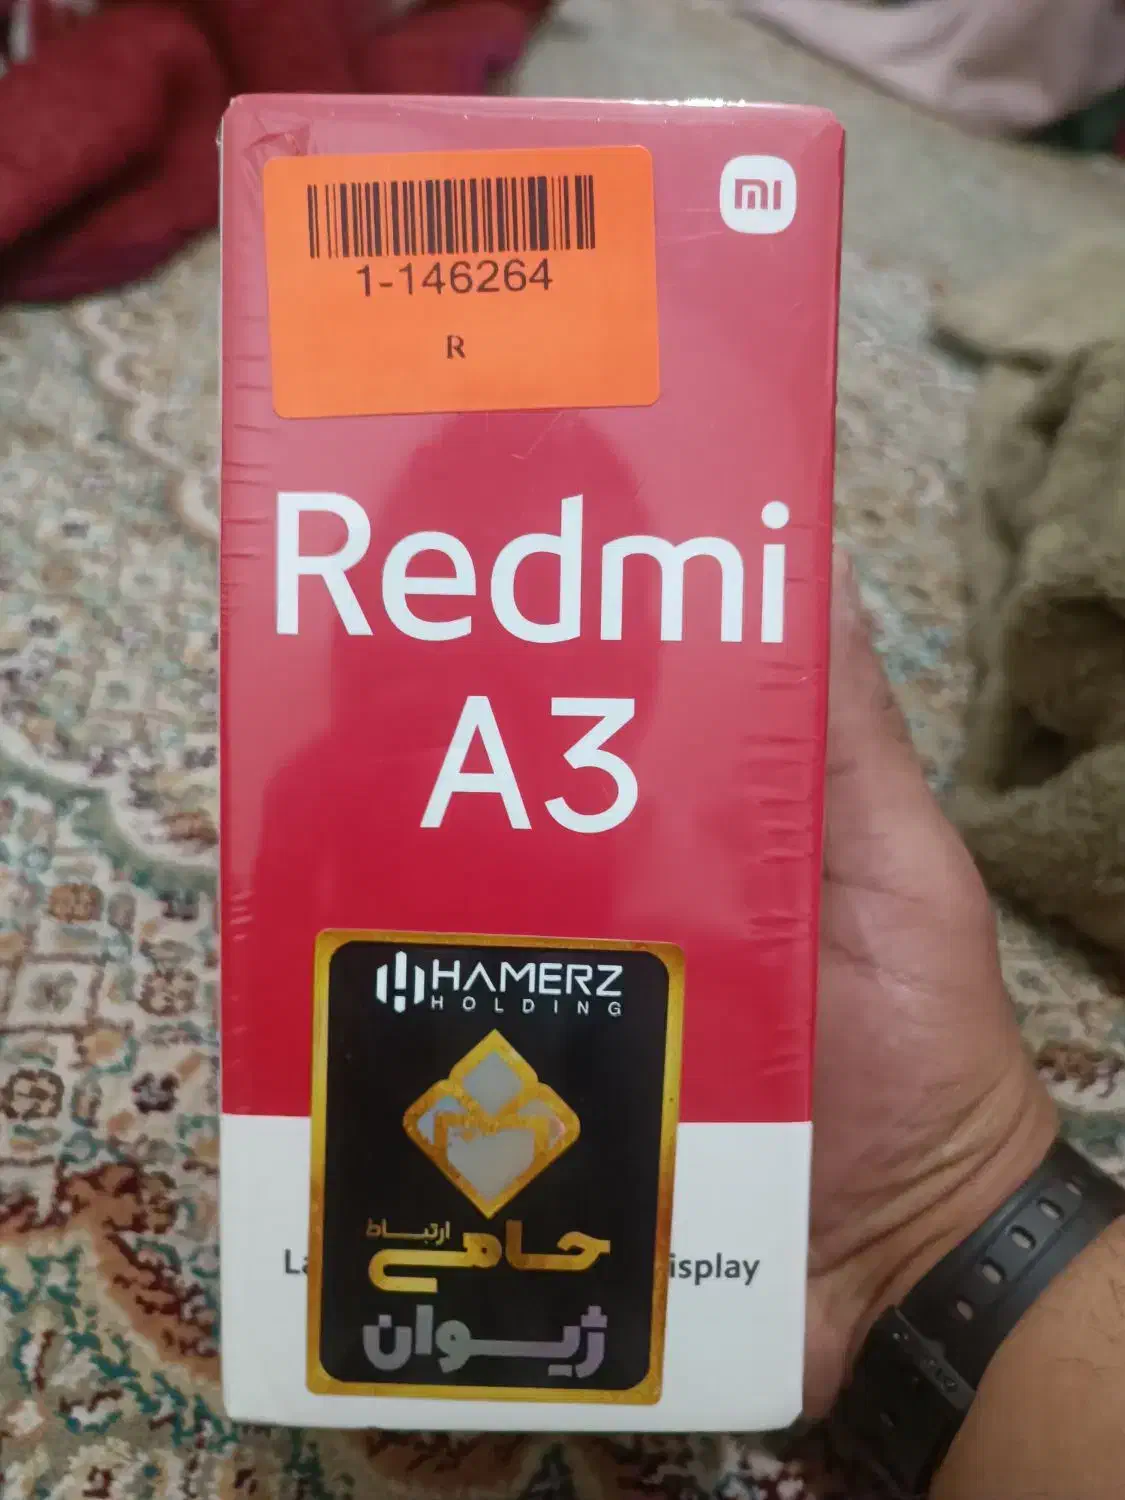 mi
1-146264
R
Redmi
A3
HAMERZ
HOLDING
حامی ارتباط
ژیوان
La
isplay